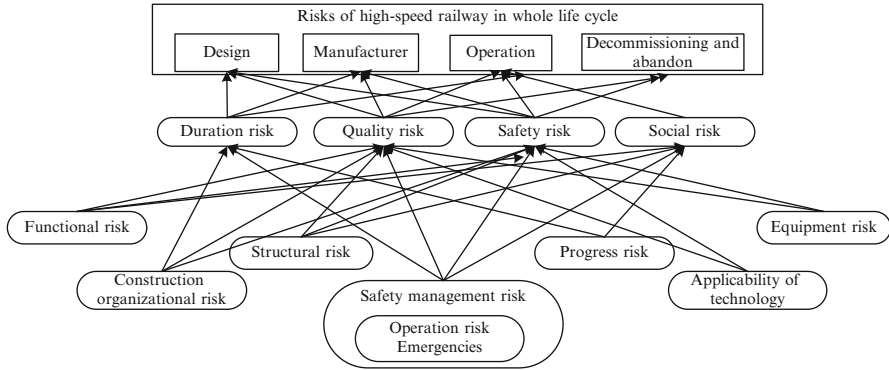 Risks of high-speed railway in whole life cycle
Design
Manufacturer
Operation
Decommissioning and
abandon
Duration risk
Quality risk
Safety risk
Social risk
Functional risk
Equipment risk
Structural risk
Progress risk
Construction
organizational risk
Applicability of
technology
Safety management risk
Operation risk
Emergencies